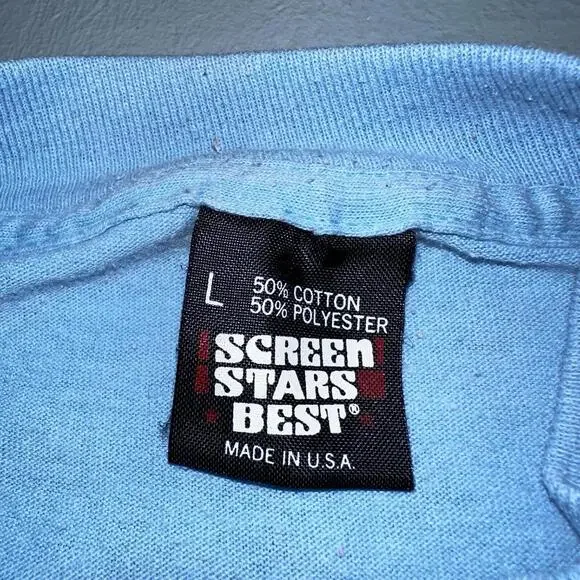 L
50% COTTON
50% POLYESTER
SCREEN
STARS
BEST®
MADE IN U.S.A.